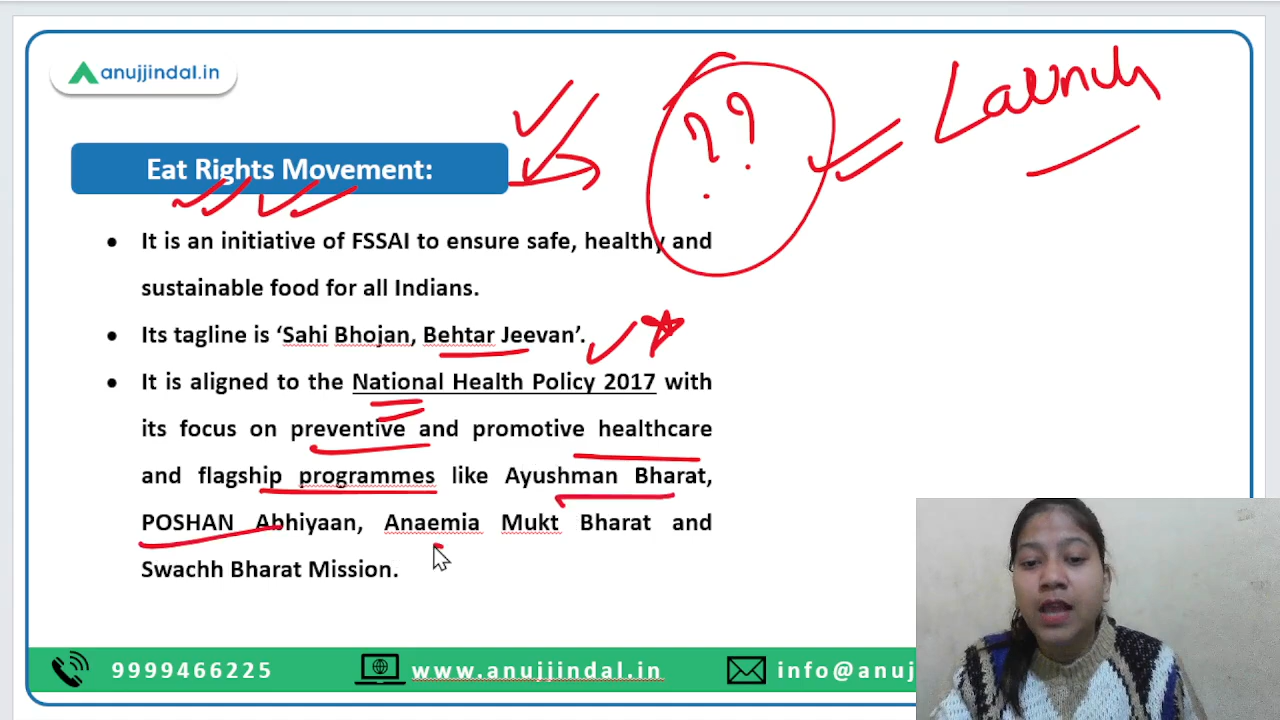 anujjindal.in
?? = Launch
Eat Rights Movement:
• It is an initiative of FSSAI to ensure safe, healthy and
sustainable food for all Indians.
• Its tagline is ‘Sahi Bhojan, Behtar Jeevan’.
• It is aligned to the National Health Policy 2017 with
its focus on preventive and promotive healthcare
and flagship programmes like Ayushman Bharat,
POSHAN Abhiyaan, Anaemia Mukt Bharat and
Swachh Bharat Mission.
9999466225 www.anujjindal.in info@anuj